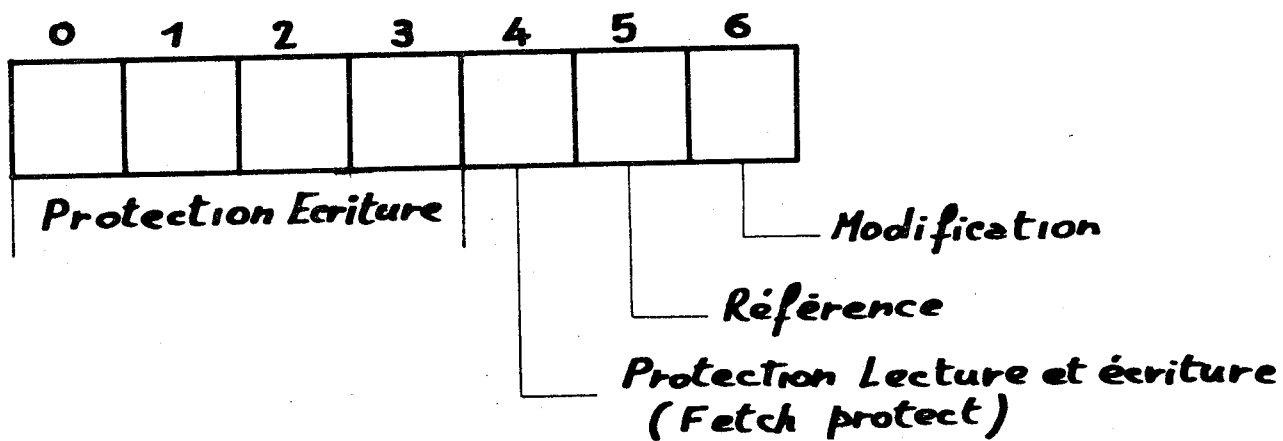 0 1 2 3 4 5 6
Protection Ecriture
Modification
Référence
Protection Lecture et écriture
(Fetch protect)